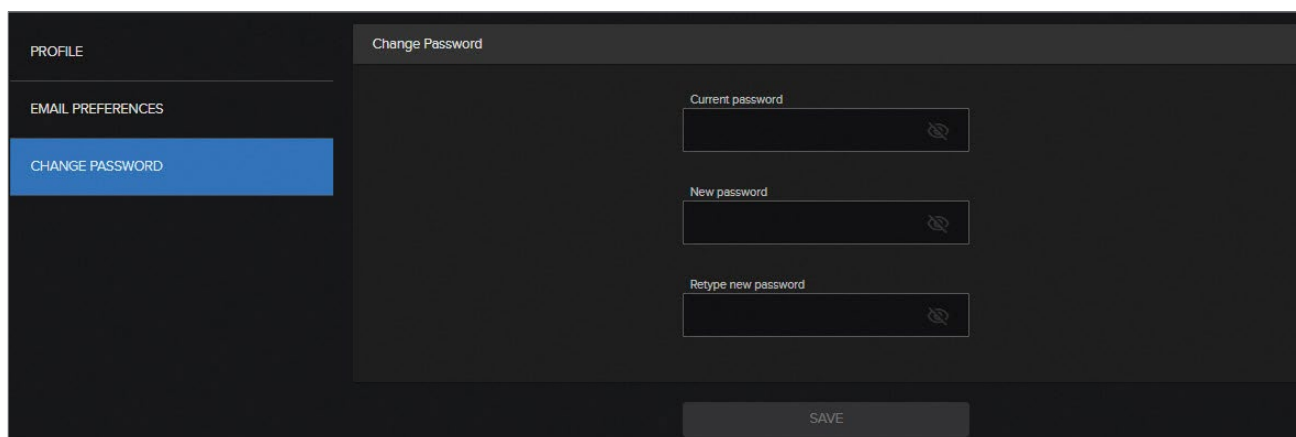 PROFILE
EMAIL PREFERENCES
CHANGE PASSWORD
Change Password
Current password
New password
Retype new password
SAVE